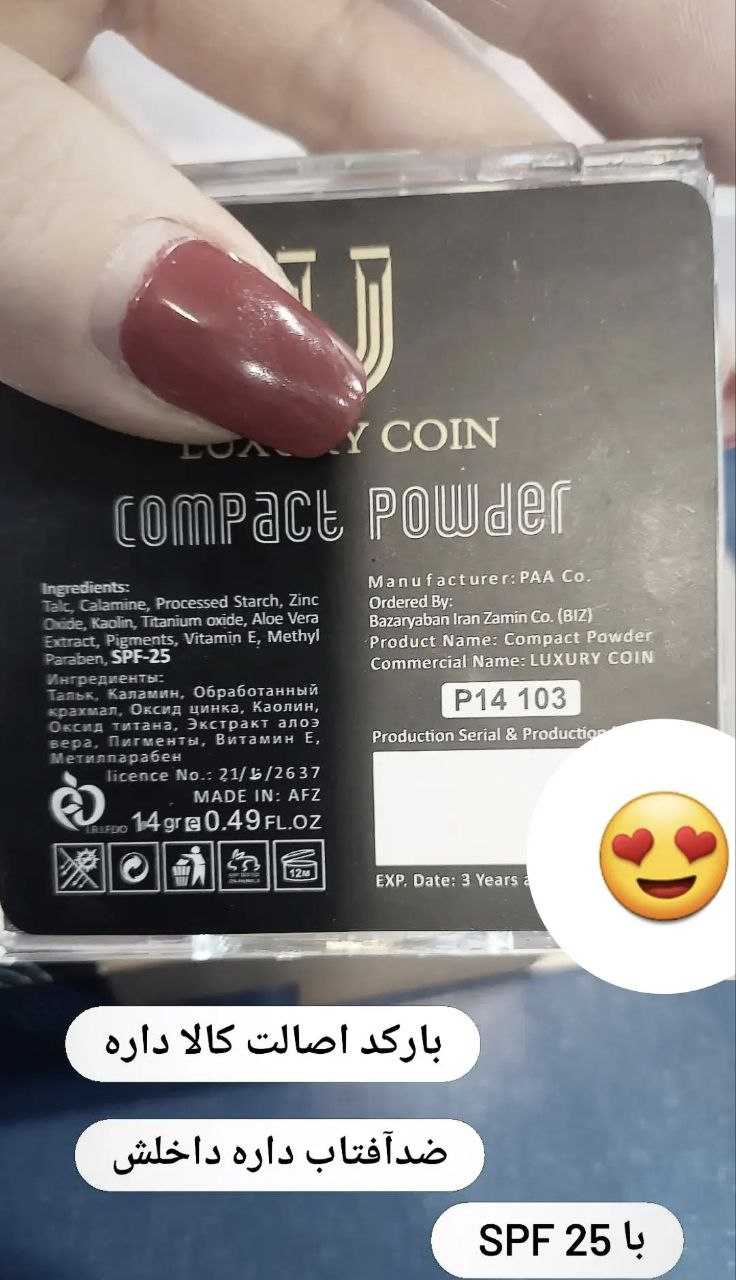 LUXURY COIN
compact Powder
Ingredients:
Talc, Calamine, Processed Starch, Zinc
Oxide, Kaolin, Titanium oxide, Aloe Vera
Extract, Pigments, Vitamin E, Methyl
Paraben, SPF-25
Ингредиенты:
Тальк, Каламин, Обработанный
крахмал, Оксид цинка, Каолин,
Оксид титана, Экстракт алоэ
вера, Пигменты, Витамин Е,
Метилпарабен
licence No.: 21/ظ/2637
MADE IN: AFZ
14 gr e 0.49 FL.OZ
12M
Manufacturer: PAA Co.
Ordered By:
Bazaryaban Iran Zamin Co. (BIZ)
Product Name: Compact Powder
Commercial Name: LUXURY COIN
P14 103
Production Serial & Production
EXP. Date: 3 Years
بارکد اصالت کالا داره
ضدآفتاب داره داخلش
با SPF 25